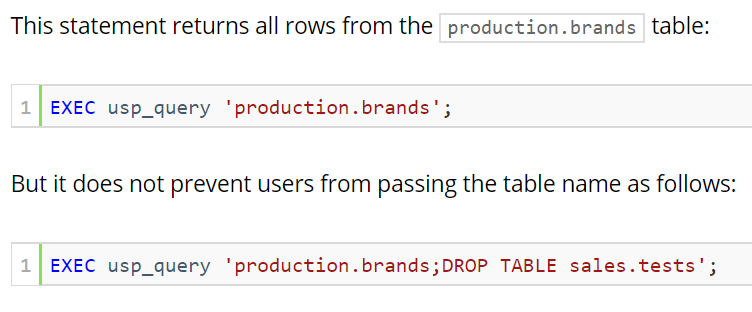 This statement returns all rows from the production.brands table:
1 EXEC usp_query 'production.brands';
But it does not prevent users from passing the table name as follows:
1 EXEC usp_query 'production.brands;DROP TABLE sales.tests';